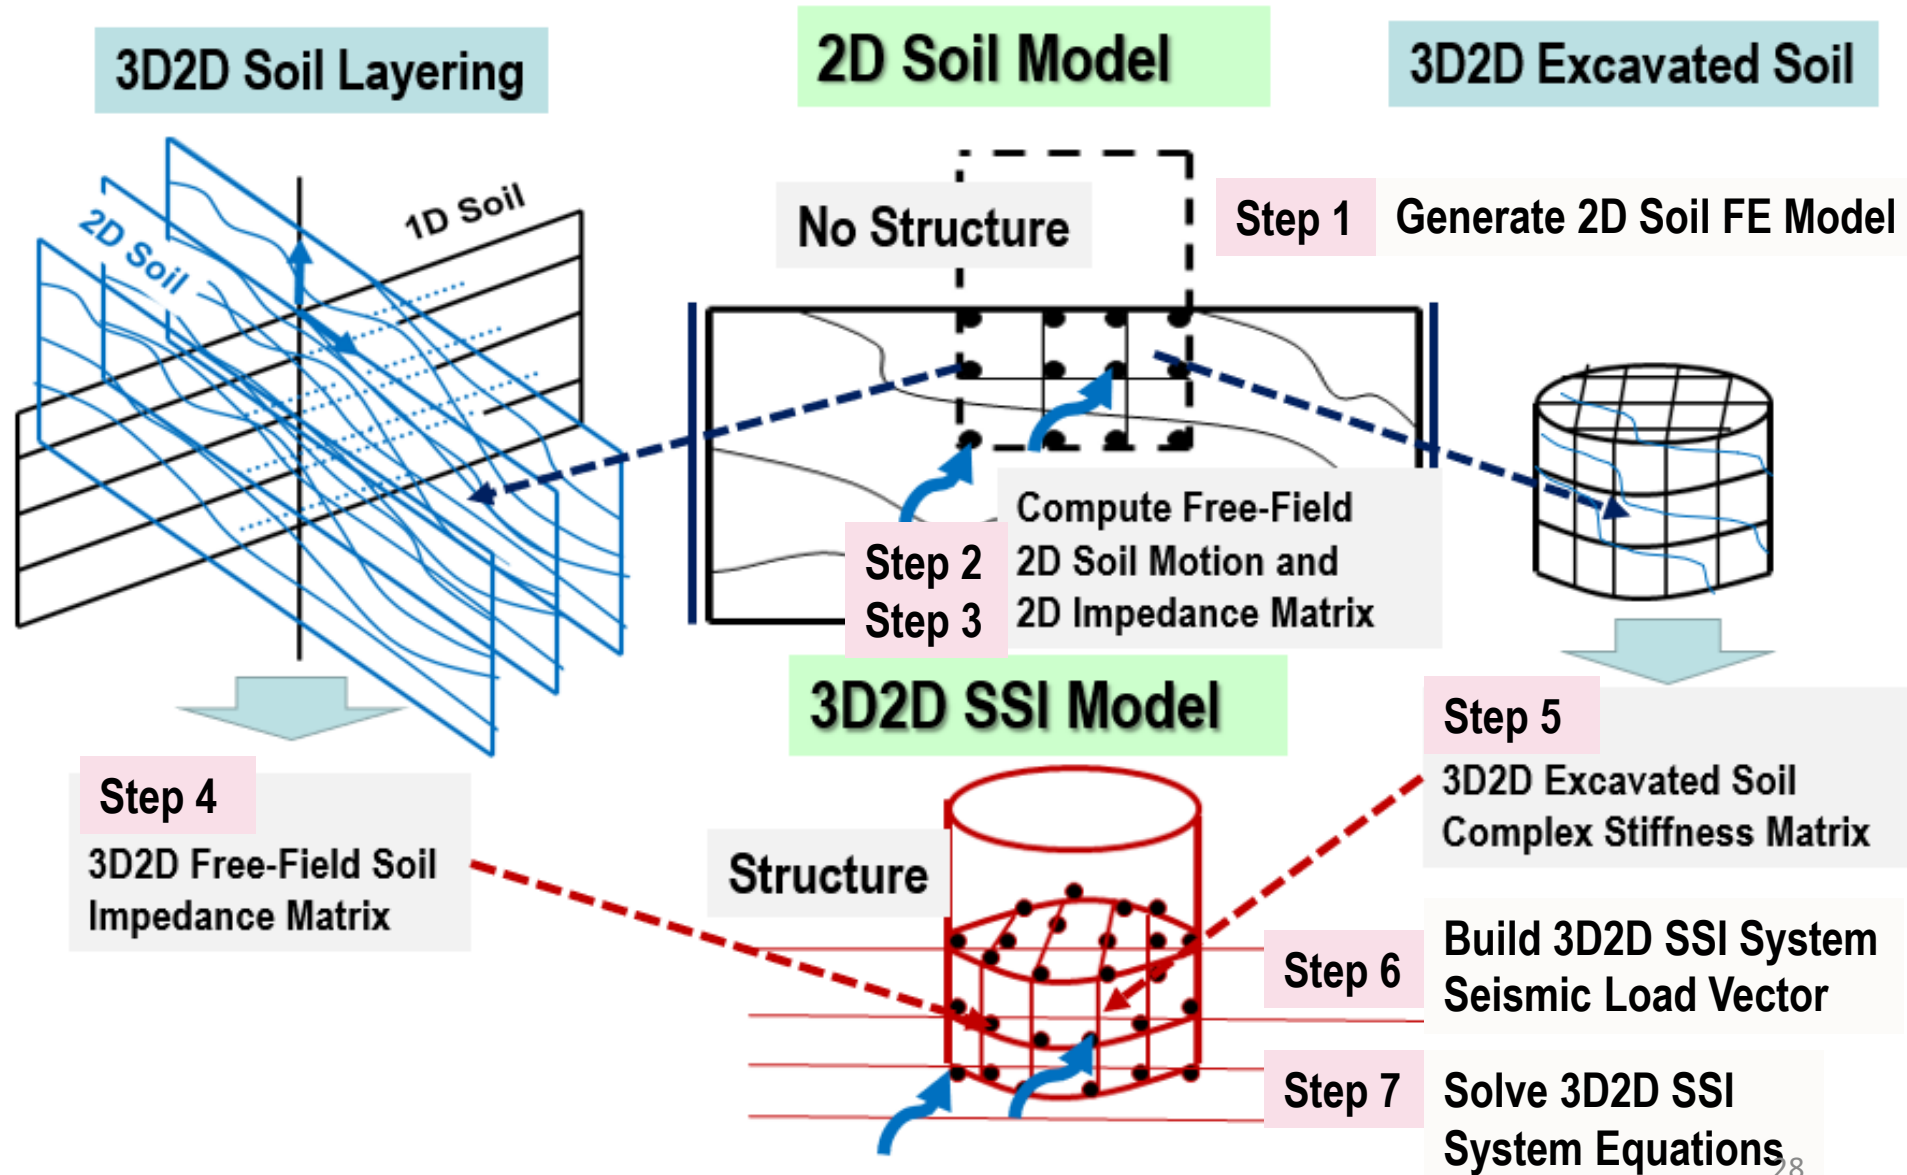 3D2D Soil Layering
2D Soil Model
3D2D Excavated Soil
2D Soil
1D Soil
No Structure
Step 1
Generate 2D Soil FE Model
Step 2
Step 3
Compute Free-Field
2D Soil Motion and
2D Impedance Matrix
3D2D SSI Model
Step 4
3D2D Free-Field Soil
Impedance Matrix
Structure
Step 5
3D2D Excavated Soil
Complex Stiffness Matrix
Step 6
Build 3D2D SSI System
Seismic Load Vector
Step 7
Solve 3D2D SSI
System Equations
28